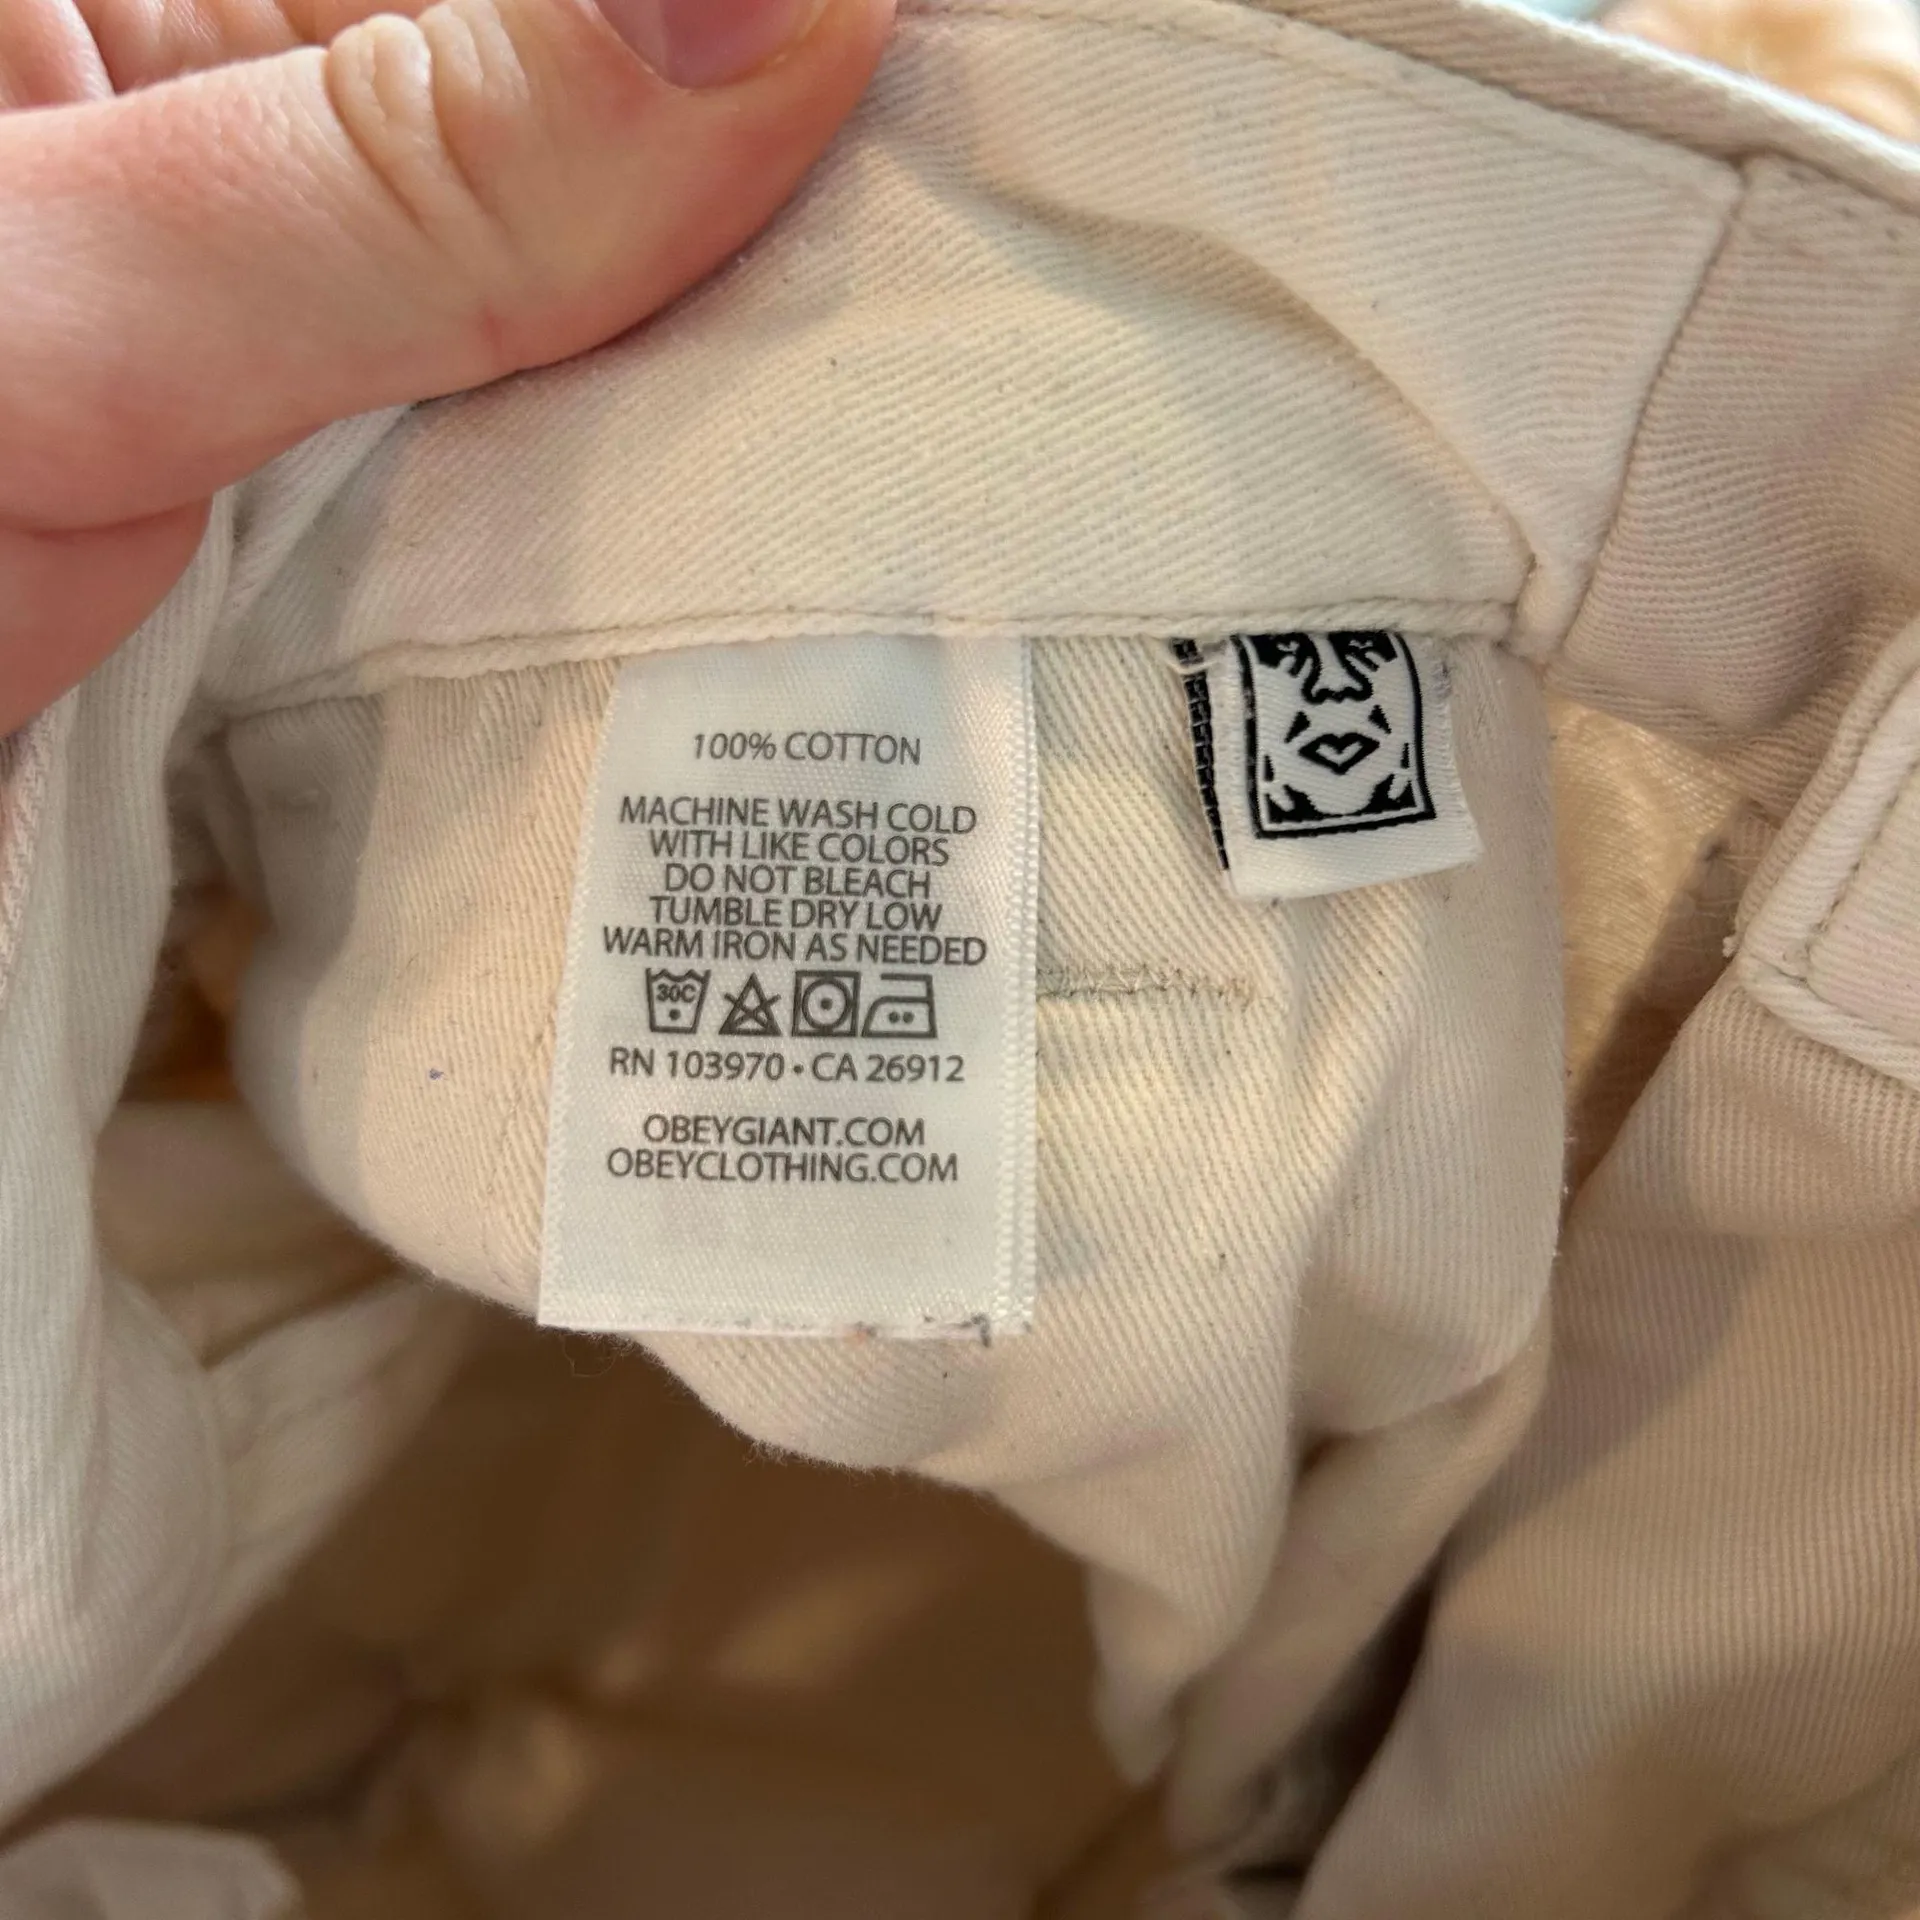 100% COTTON
MACHINE WASH COLD
WITH LIKE COLORS
DO NOT BLEACH
TUMBLE DRY LOW
WARM IRON AS NEEDED
30C
RN 103970 • CA 26912
OBEYGIANT.COM
OBEYCLOTHING.COM